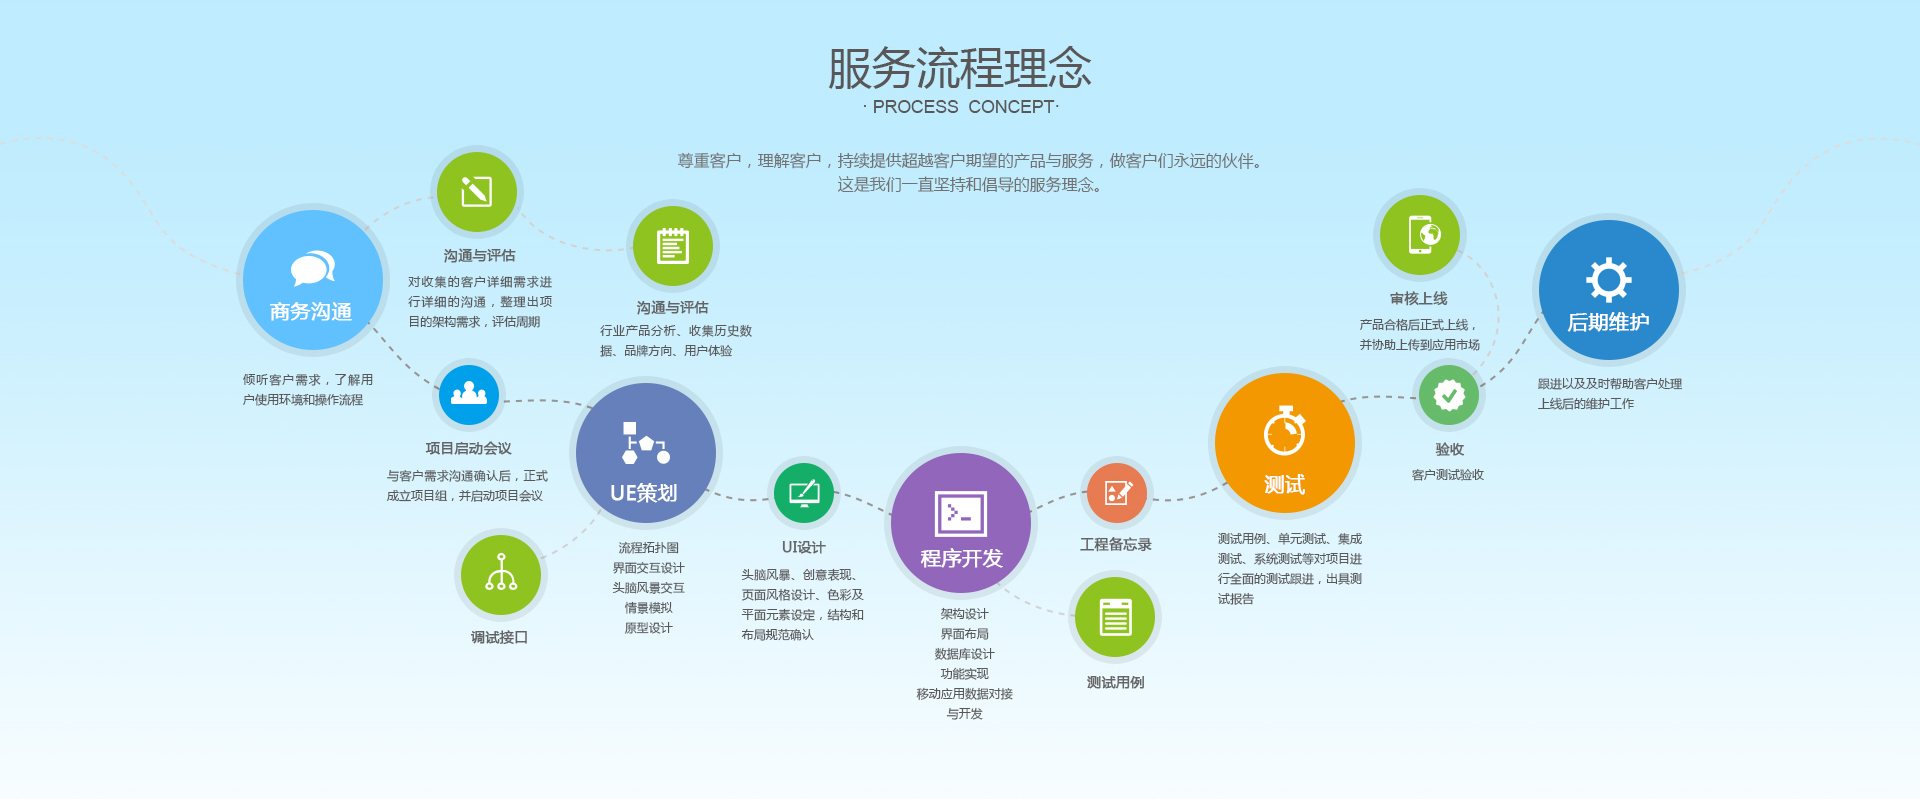 服务流程理念
· PROCESS CONCEPT·
尊重客户，理解客户，持续提供超越客户期望的产品与服务，做客户们永远的伙伴。
这是我们一直坚持和倡导的服务理念。
商务沟通
倾听客户需求，了解用
户使用环境和操作流程
沟通与评估
对收集的客户详细需求进
行详细的沟通，整理出项
目的架构需求，评估周期
沟通与评估
行业产品分析、收集历史数
据、品牌方向、用户体验
项目启动会议
与客户需求沟通确认后，正式
成立项目组，并启动项目会议
UE策划
流程拓扑图
界面交互设计
头脑风景交互
情景模拟
原型设计
调试接口
UI设计
头脑风暴、创意表现、
页面风格设计、色彩及
平面元素设定，结构和
布局规范确认
程序开发
架构设计
界面布局
数据库设计
功能实现
移动应用数据对接
与开发
工程备忘录
测试用例
测试
测试用例、单元测试、集成
测试、系统测试等对项目进
行全面的测试跟进，出具测
试报告
审核上线
产品合格后正式上线，
并协助上传到应用市场
验收
客户测试验收
后期维护
跟进以及及时帮助客户处理
上线后的维护工作